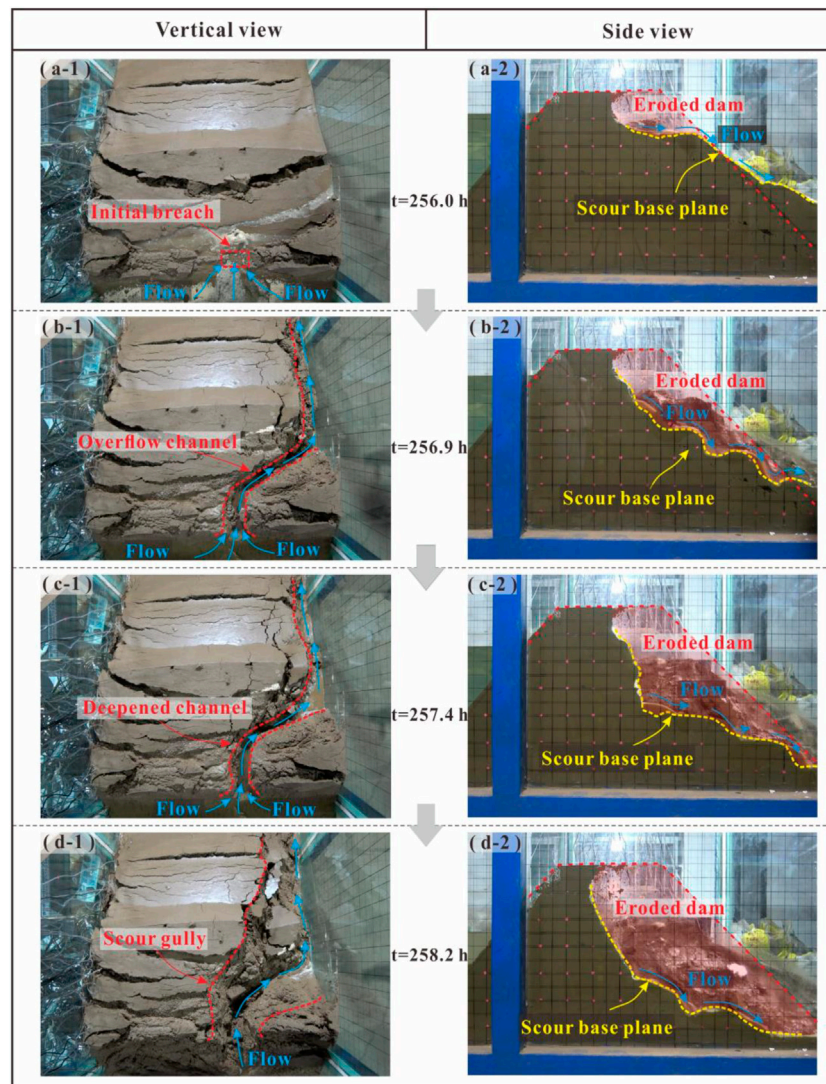 Vertical view
Side view
(a-1)
Initial breach
Flow
Flow
t=256.0 h
(a-2)
Eroded dam
Flow
Scour base plane
(b-1)
Overflow channel
Flow
Flow
t=256.9 h
(b-2)
Eroded dam
Flow
Scour base plane
(c-1)
Deepened channel
Flow
Flow
t=257.4 h
(c-2)
Eroded dam
Flow
Scour base plane
(d-1)
Scour gully
Flow
t=258.2 h
(d-2)
Eroded dam
Flow
Scour base plane